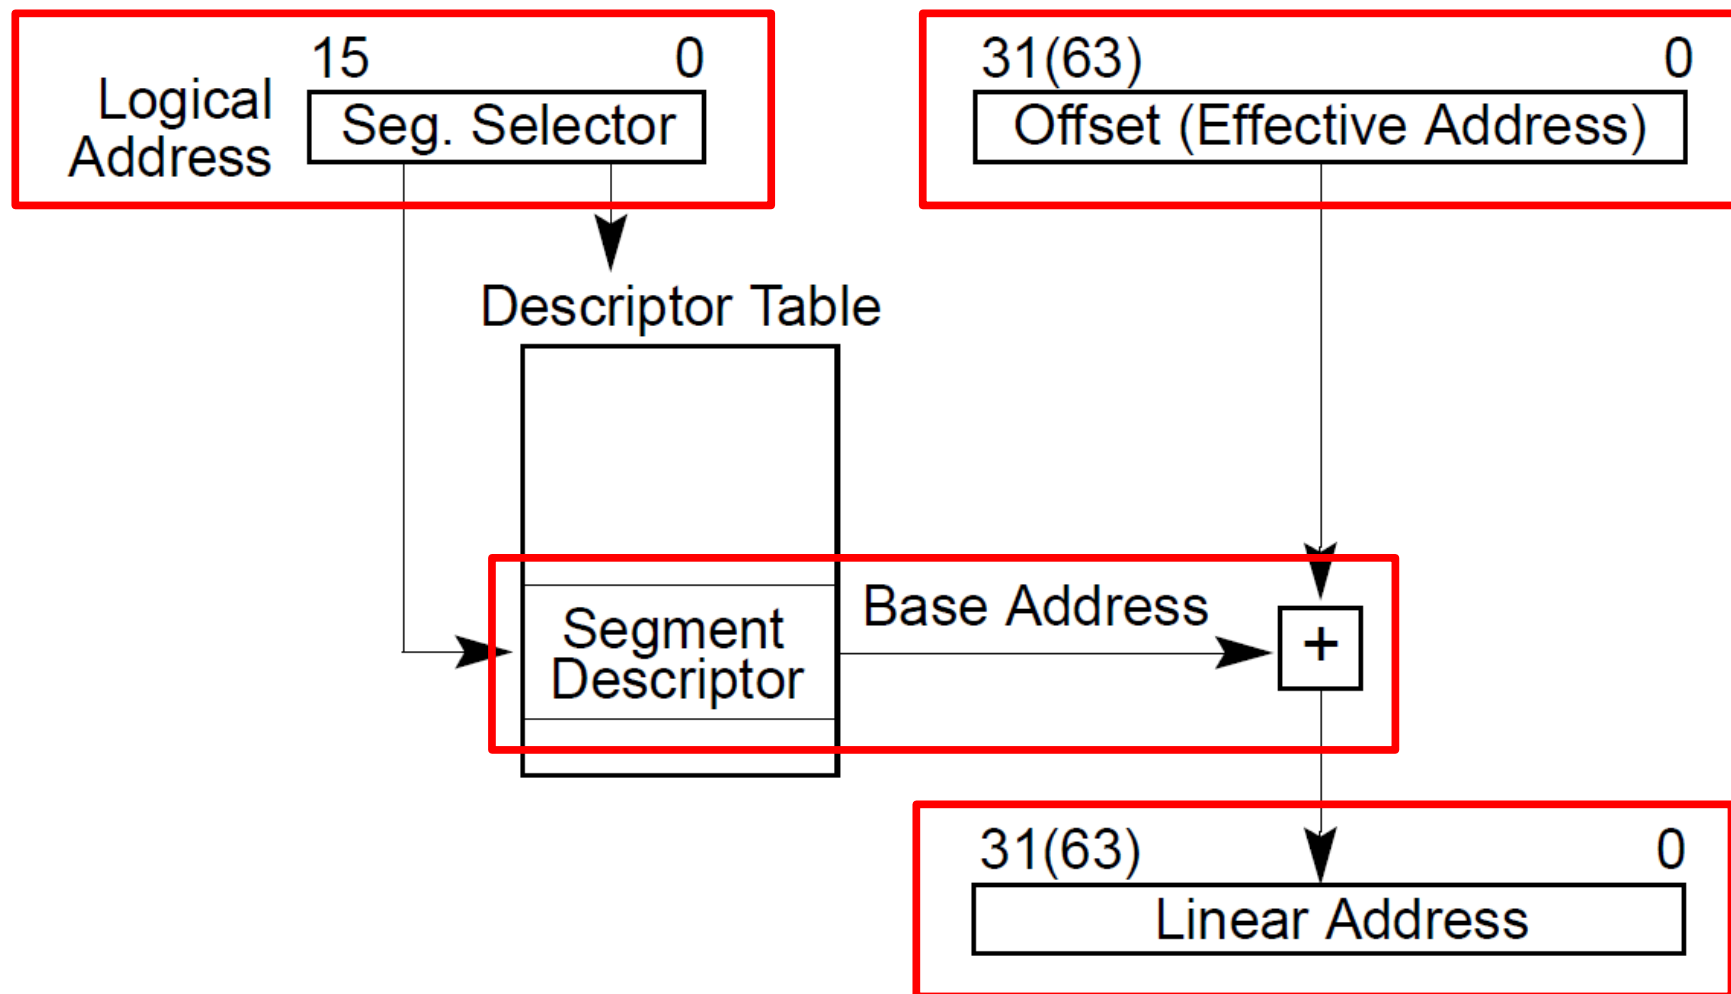 15 0
31(63) 0
Logical
Address
Seg. Selector
Offset (Effective Address)
Descriptor Table
Base Address
Segment
Descriptor
+
31(63) 0
Linear Address